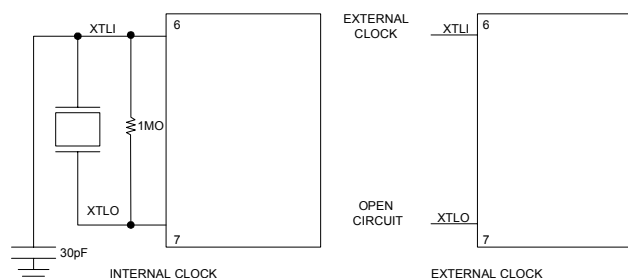 XTLI
6
1MO
XTLO
7
30pF
INTERNAL CLOCK
EXTERNAL
CLOCK
XTLI
6
OPEN
CIRCUIT
XTLO
7
EXTERNAL CLOCK